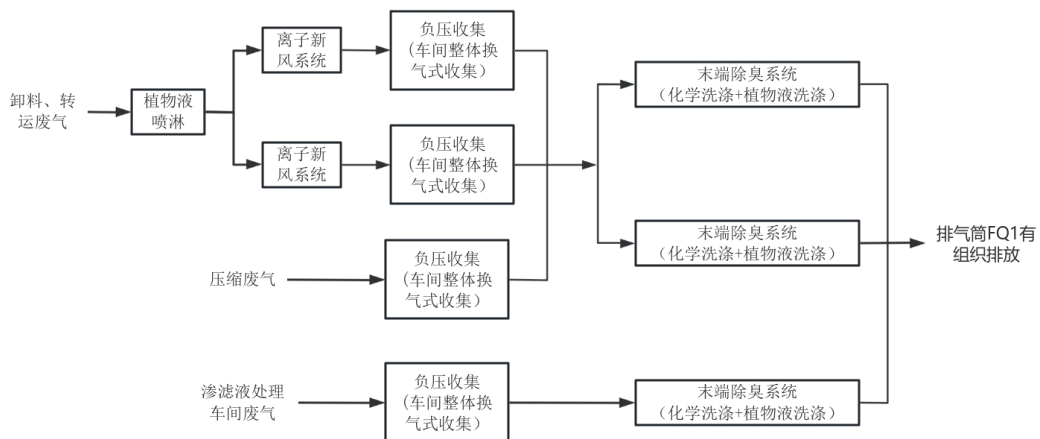 卸料、转
运废气
植物液
喷淋
离子新
风系统
负压收集
(车间整体换
气式收集）
离子新
风系统
负压收集
(车间整体换
气式收集）
压缩废气
负压收集
(车间整体换
气式收集）
渗滤液处理
车间废气
负压收集
(车间整体换
气式收集）
末端除臭系统
（化学洗涤+植物液洗涤）
末端除臭系统
（化学洗涤+植物液洗涤）
末端除臭系统
（化学洗涤+植物液洗涤）
排气筒FQ1有
组织排放